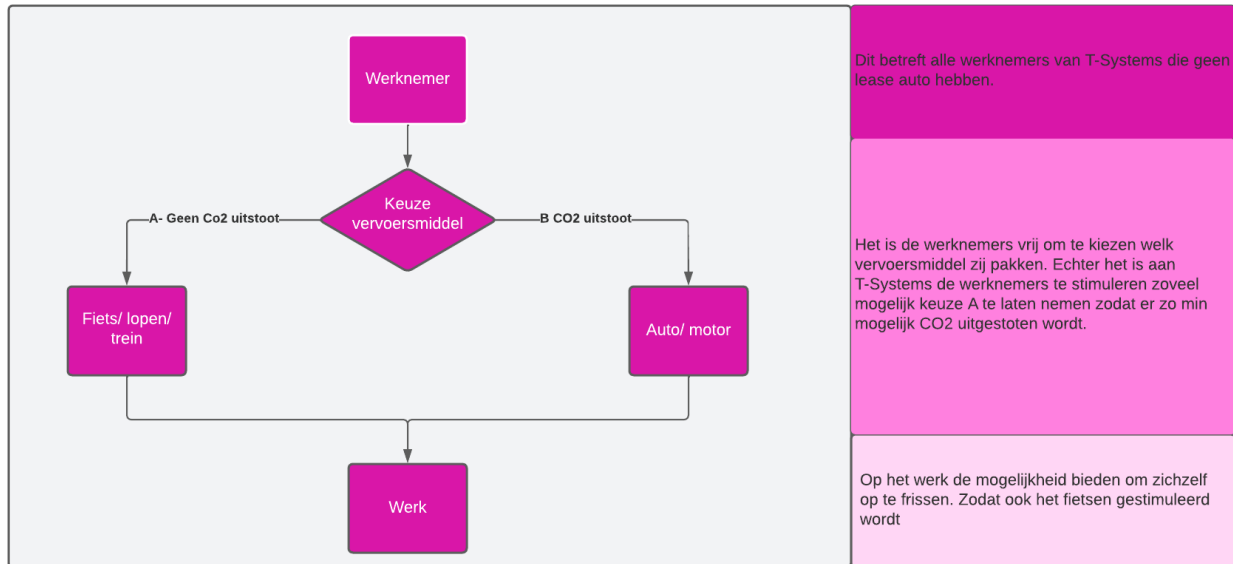 Werknemer
Keuze
vervoersmiddel
A- Geen Co2 uitstoot
B CO2 uitstoot
Fiets/ lopen/
trein
Auto/ motor
Werk
Dit betreft alle werknemers van T-Systems die geen
lease auto hebben.
Het is de werknemers vrij om te kiezen welk
vervoersmiddel zij pakken. Echter het is aan
T-Systems de werknemers te stimuleren zoveel
mogelijk keuze A te laten nemen zodat er zo min
mogelijk CO2 uitgestoten wordt.
Op het werk de mogelijkheid bieden om zichzelf
op te frissen. Zodat ook het fietsen gestimuleerd
wordt